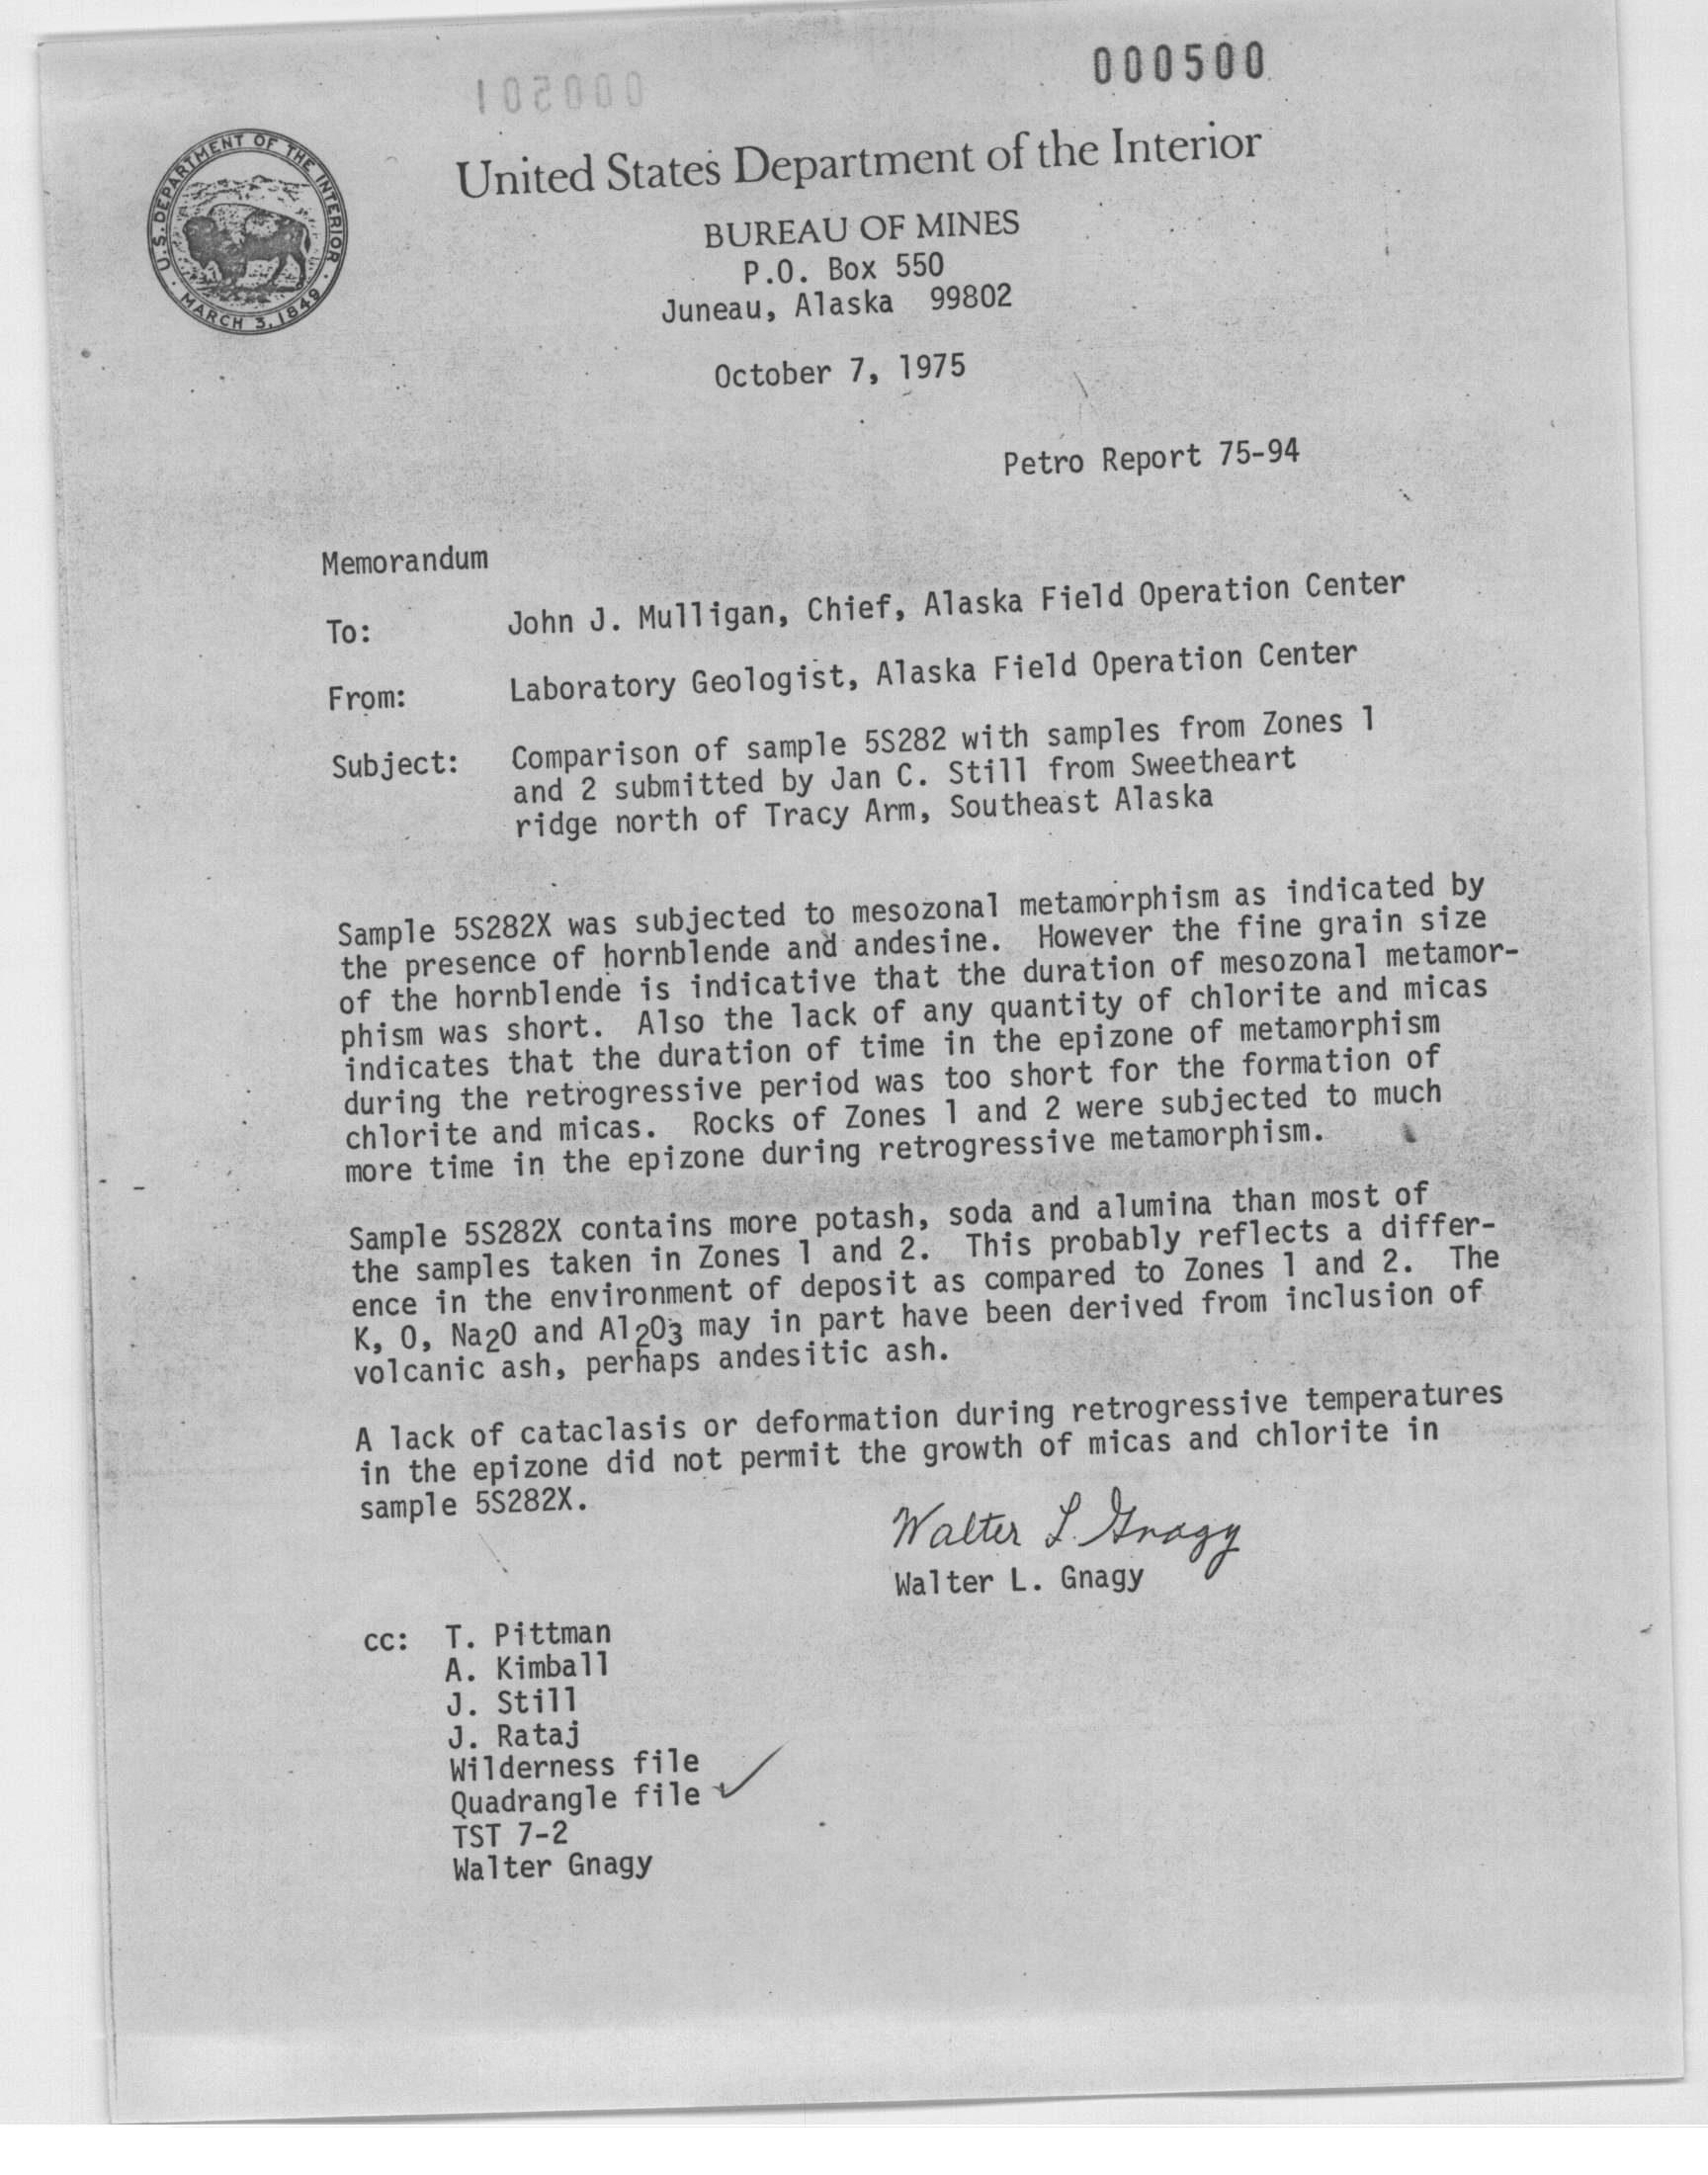 000500
000501
U.S. DEPARTMENT OF THE INTERIOR
MARCH 3, 1849
United States Department of the Interior
BUREAU OF MINES
P.O. Box 550
Juneau, Alaska 99802
October 7, 1975
Petro Report 75-94
Memorandum
To: John J. Mulligan, Chief, Alaska Field Operation Center
From: Laboratory Geologist, Alaska Field Operation Center
Subject: Comparison of sample 5S282 with samples from Zones 1
and 2 submitted by Jan C. Still from Sweetheart
ridge north of Tracy Arm, Southeast Alaska
Sample 5S282X was subjected to mesozonal metamorphism as indicated by
the presence of hornblende and andesine. However the fine grain size
of the hornblende is indicative that the duration of mesozonal metamor-
phism was short. Also the lack of any quantity of chlorite and micas
indicates that the duration of time in the epizone of metamorphism
during the retrogressive period was too short for the formation of
chlorite and micas. Rocks of Zones 1 and 2 were subjected to much
more time in the epizone during retrogressive metamorphism.
Sample 5S282X contains more potash, soda and alumina than most of
the samples taken in Zones 1 and 2. This probably reflects a differ-
ence in the environment of deposit as compared to Zones 1 and 2. The
K, O, Na2O and Al2O3 may in part have been derived from inclusion of
volcanic ash, perhaps andesitic ash.
A lack of cataclasis or deformation during retrogressive temperatures
in the epizone did not permit the growth of micas and chlorite in
sample 5S282X.
Walter L. Gnagy
Walter L. Gnagy
cc: T. Pittman
A. Kimball
J. Still
J. Rataj
Wilderness file
Quadrangle file ✓
TST 7-2
Walter Gnagy